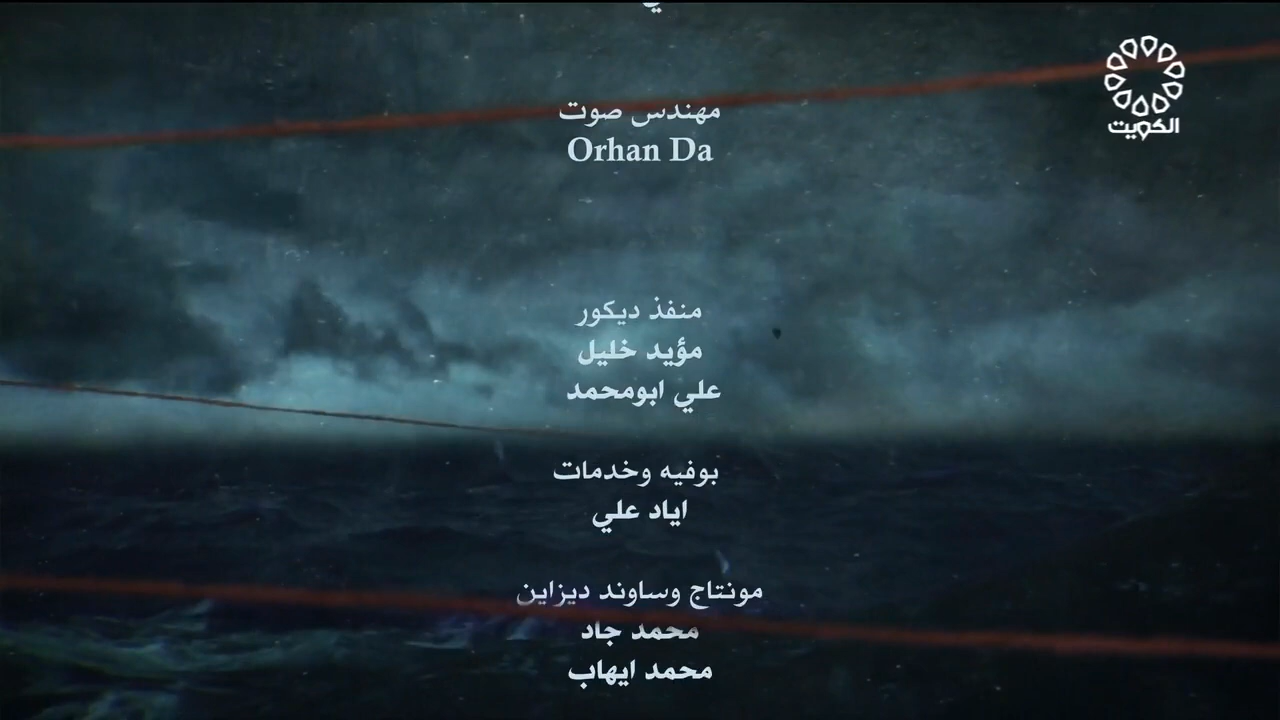 الكويت
مهندس صوت
Orhan Da
منفذ ديكور
مؤيد خليل
علي ابومحمد
بوفيه وخدمات
اياد علي
مونتاج وساوند ديزاين
محمد جاد
محمد ايهاب